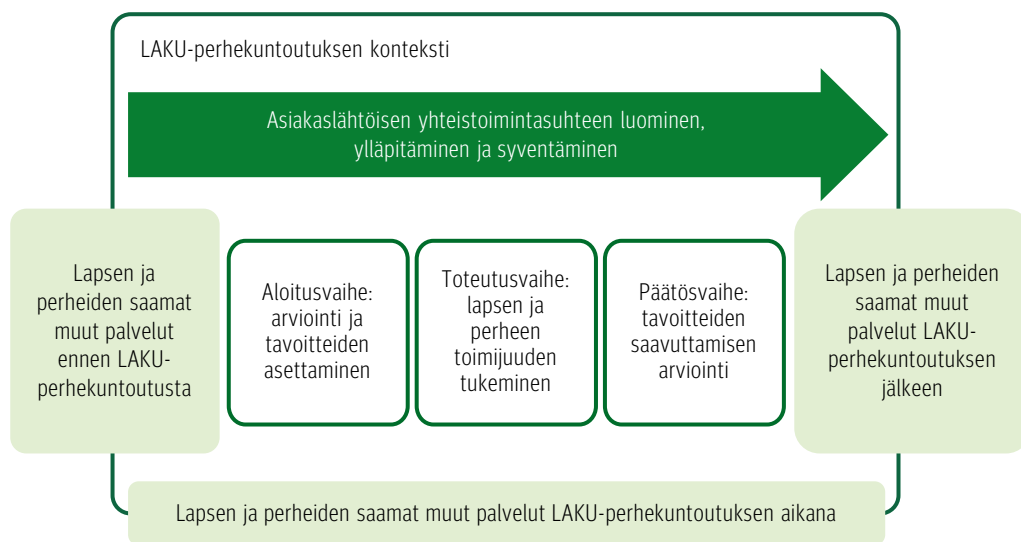 LAKU-perhekuntoutuksen konteksti
Asiakaslähtöisen yhteistoimintasuhteen luominen,
ylläpitäminen ja syventäminen
Lapsen ja
perheiden saamat
muut palvelut
ennen LAKU-
perhekuntoutusta
Aloitusvaihe:
arviointi ja
tavoitteiden
asettaminen
Toteutusvaihe:
lapsen ja
perheen
toimijuuden
tukeminen
Päätösvaihe:
tavoitteiden
saavuttamisen
arviointi
Lapsen ja perheiden
saamat muut
palvelut LAKU-
perhekuntoutuksen
jälkeen
Lapsen ja perheiden saamat muut palvelut LAKU-perhekuntoutuksen aikana